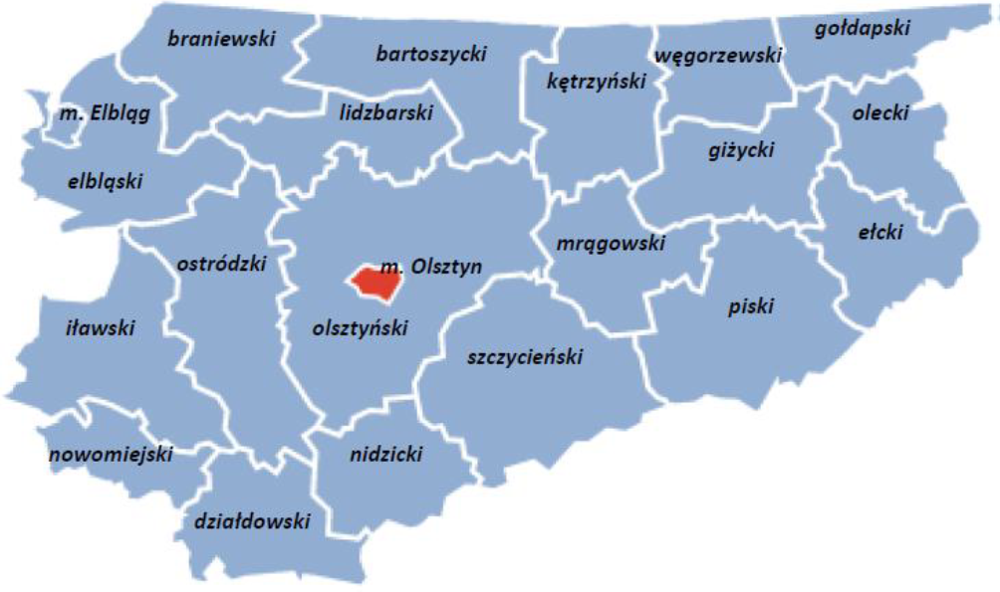 gołdapski
braniewski
bartoszycki
węgorzewski
kętrzyński
m. Elbląg
lidzbarski
olecki
giżycki
elbląski
ełcki
mrągowski
ostródzki
m. Olsztyn
piski
iławski
olsztyński
szczycieński
nowomiejski
nidzicki
działdowski